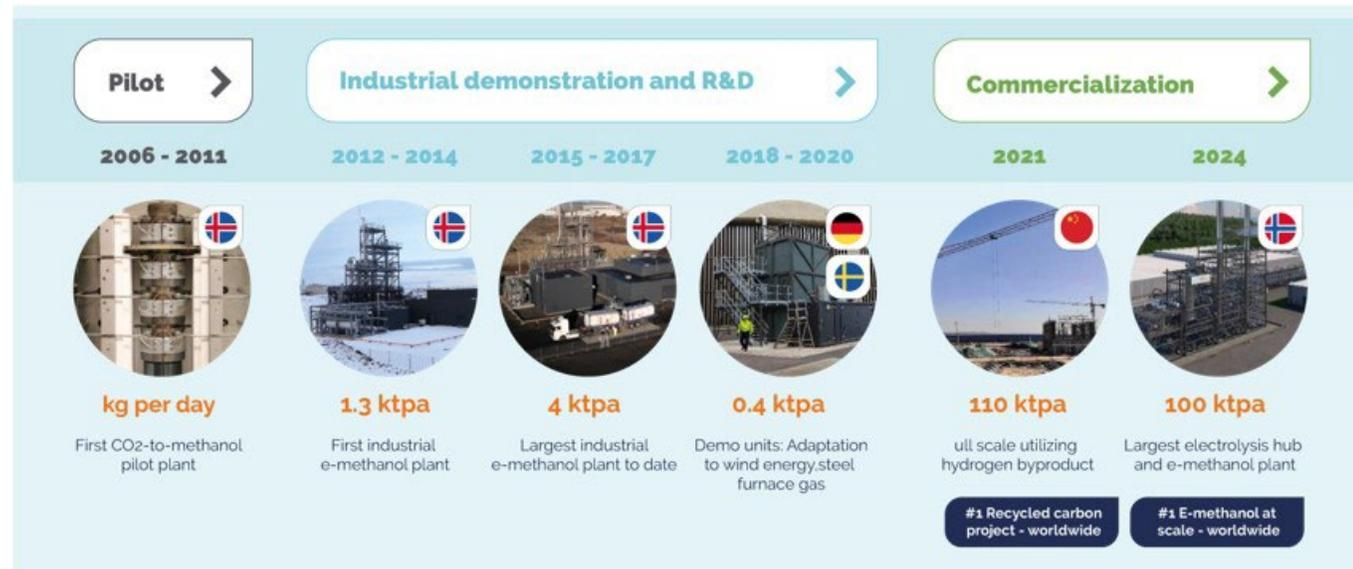 Pilot
Industrial demonstration and R&D
Commercialization
2006 - 2011
2012 - 2014
2015 - 2017
2018 - 2020
2021
2024
kg per day
First CO2-to-methanol
pilot plant
1.3 ktpa
First industrial
e-methanol plant
4 ktpa
Largest industrial
e-methanol plant to date
0.4 ktpa
Demo units: Adaptation
to wind energy,steel
furnace gas
110 ktpa
ull scale utilizing
hydrogen byproduct
#1 Recycled carbon
project - worldwide
100 ktpa
Largest electrolysis hub
and e-methanol plant
#1 E-methanol at
scale - worldwide